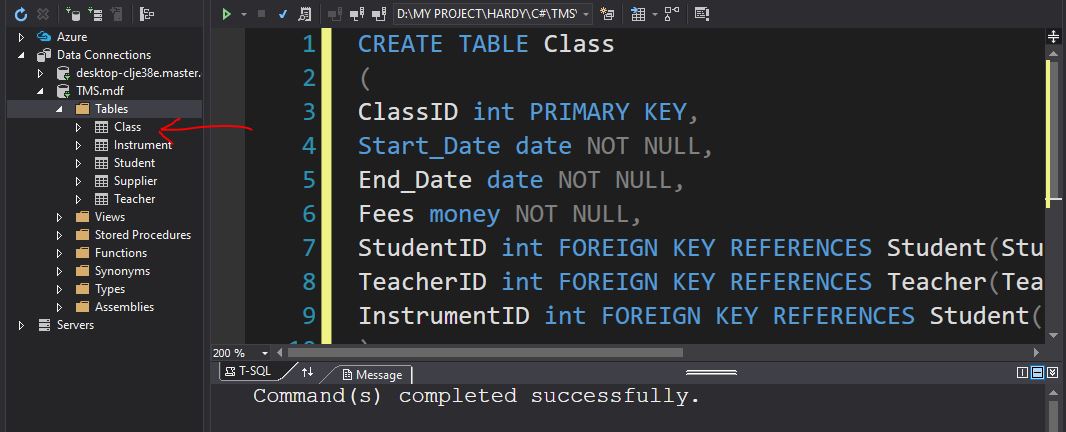 D:\MY PROJECT\HARDY\C#\TMS\
Azure
Data Connections
desktop-clje38e.master.
TMS.mdf
Tables
Class
Instrument
Student
Supplier
Teacher
Views
Stored Procedures
Functions
Synonyms
Types
Assemblies
Servers
1 CREATE TABLE Class
2 (
3 ClassID int PRIMARY KEY,
4 Start_Date date NOT NULL,
5 End_Date date NOT NULL,
6 Fees money NOT NULL,
7 StudentID int FOREIGN KEY REFERENCES Student(Stu
8 TeacherID int FOREIGN KEY REFERENCES Teacher(Tea
9 InstrumentID int FOREIGN KEY REFERENCES Student(
200 %
T-SQL
Message
Command(s) completed successfully.